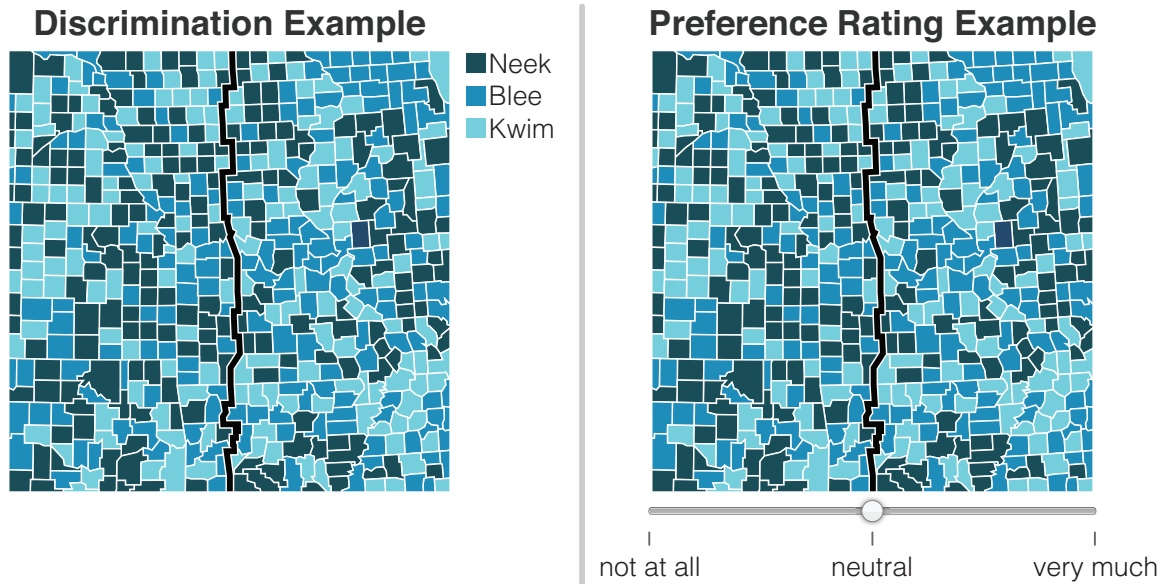 Discrimination Example
Neek
Blee
Kwim
Preference Rating Example
not at all
neutral
very much